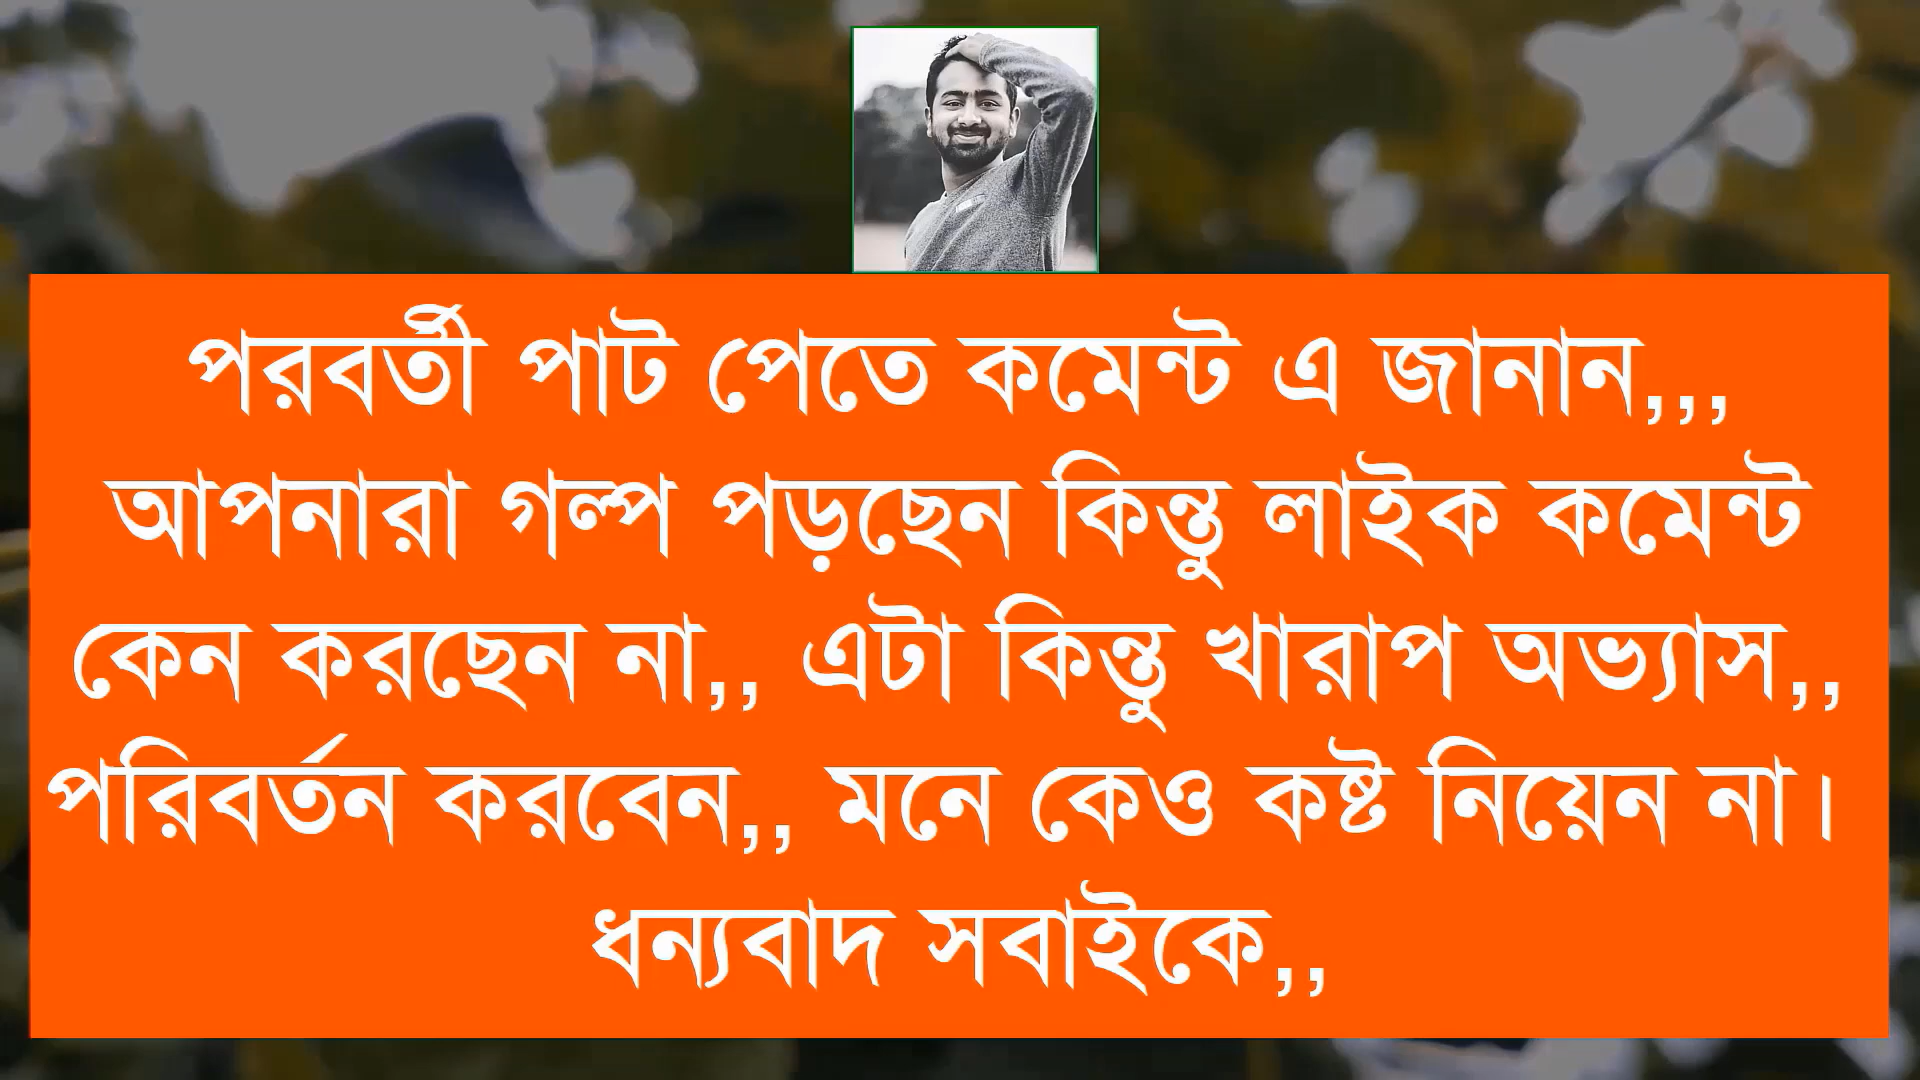 পরবর্তী পাট পেতে কমেন্ট এ জানান,,,
আপনারা গল্প পড়ছেন কিন্তু লাইক কমেন্ট
কেন করছেন না,, এটা কিন্তু খারাপ অভ্যাস,,
পরিবর্তন করবেন,, মনে কেও কষ্ট নিয়েন না।
ধন্যবাদ সবাইকে,,